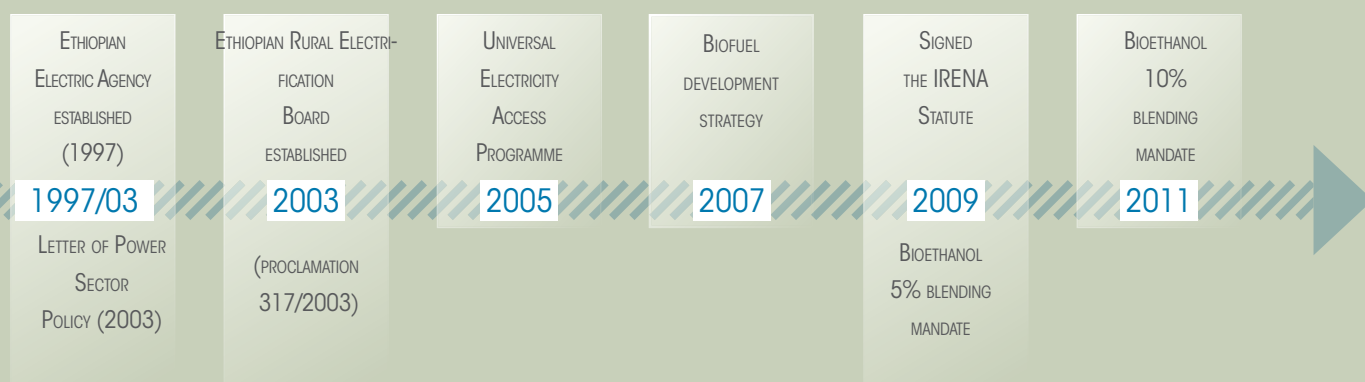 Ethiopian
Electric Agency
established
(1997)
1997/03
Letter of Power
Sector
Policy (2003)
Ethiopian Rural Electri-
fication
Board
established
2003
(proclamation
317/2003)
Universal
Electricity
Access
Programme
2005
Biofuel
development
strategy
2007
Signed
the IRENA
Statute
2009
Bioethanol
5% blending
mandate
Bioethanol
10%
blending
mandate
2011